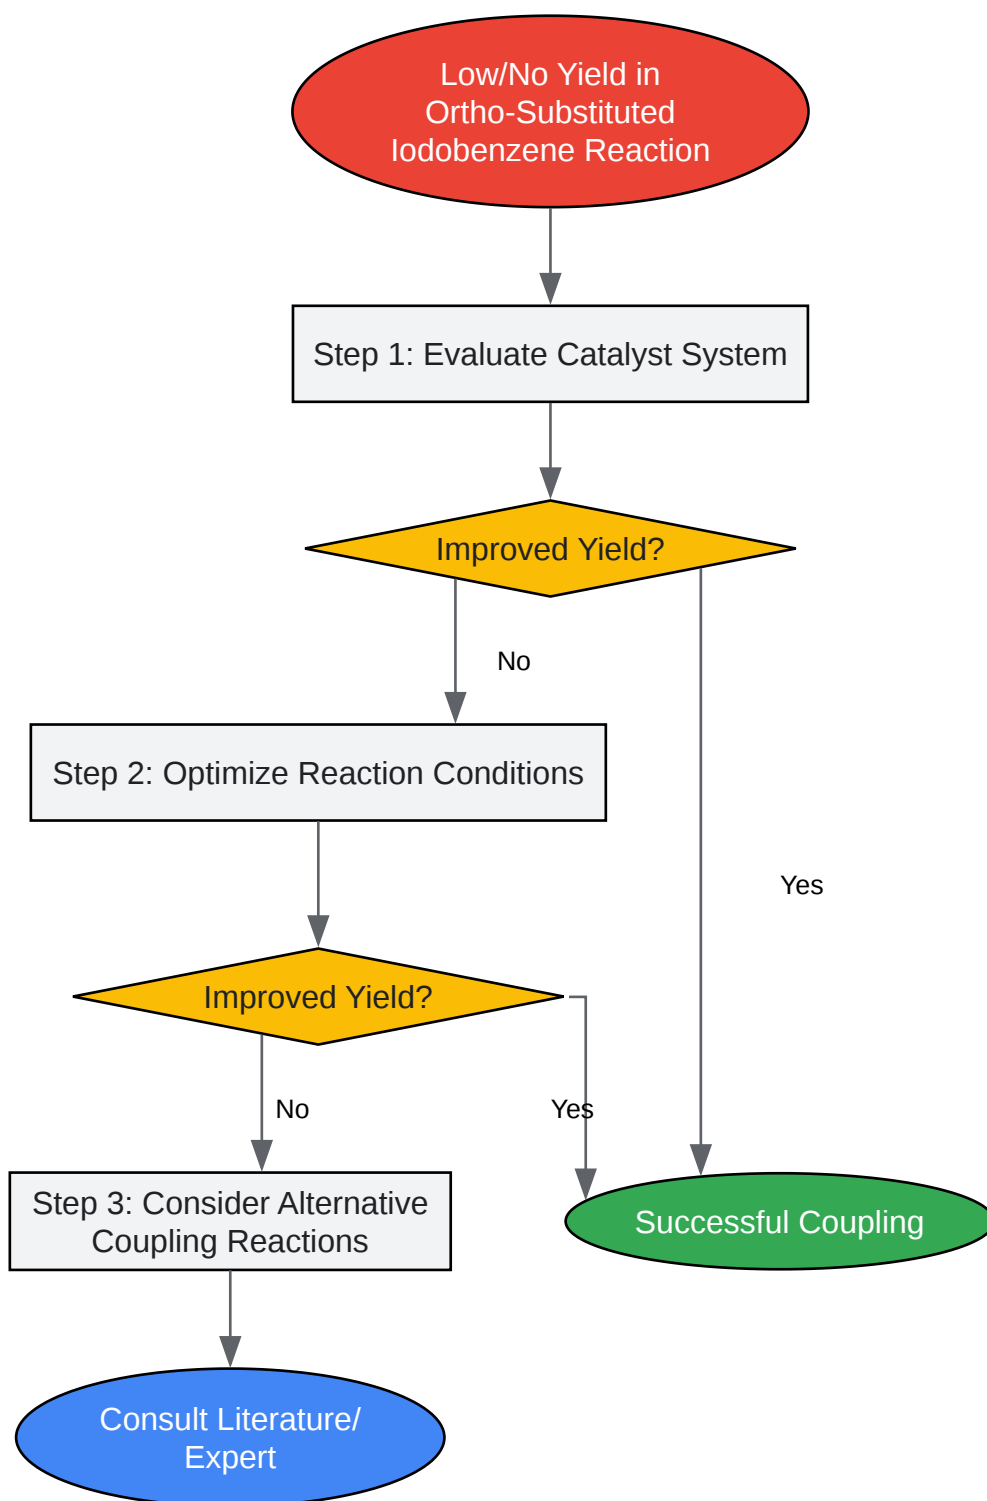 Low/No Yield in
Ortho-Substituted
Iodobenzene Reaction
Step 1: Evaluate Catalyst System
Improved Yield?
No
Step 2: Optimize Reaction Conditions
Yes
Improved Yield?
No
Yes
Step 3: Consider Alternative
Coupling Reactions
Successful Coupling
Consult Literature/
Expert